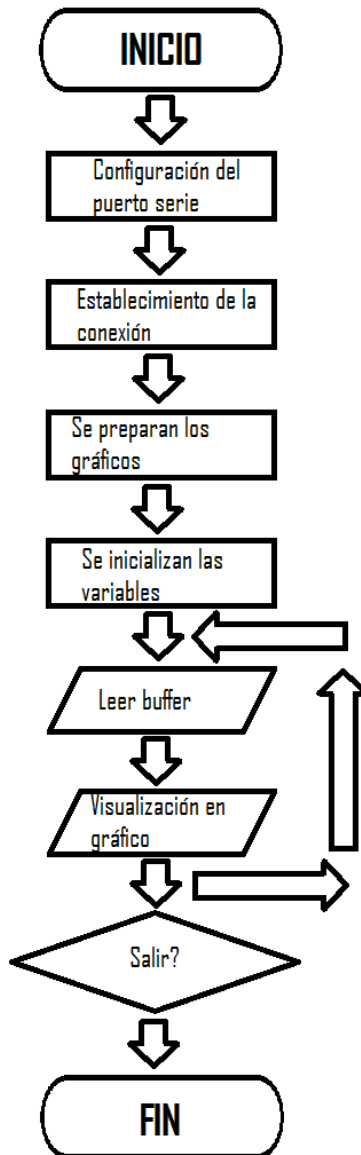 INICIO
Configuración del
puerto serie
Establecimiento de la
conexión
Se preparan los
gráficos
Se inicializan las
variables
Leer buffer
Visualización en
gráfico
Salir?
FIN